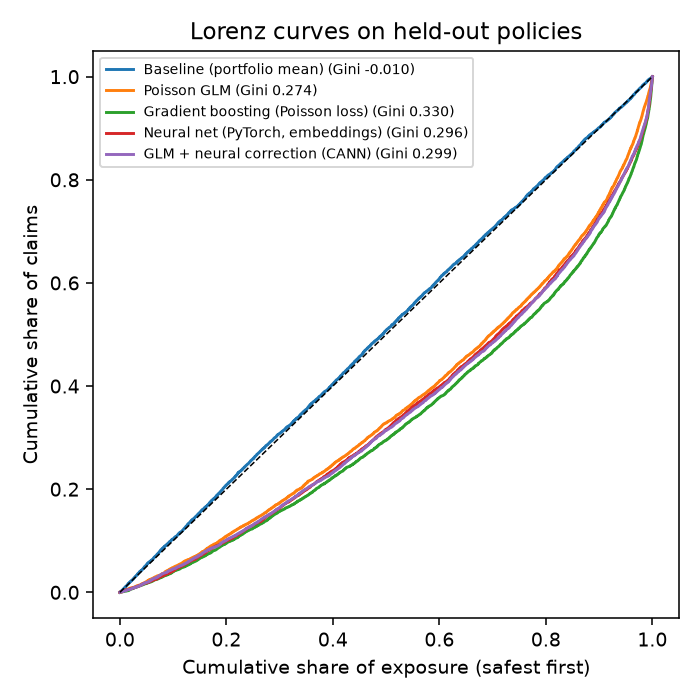 Lorenz curves on held-out policies
Baseline (portfolio mean) (Gini -0.010)
Poisson GLM (Gini 0.274)
Gradient boosting (Poisson loss) (Gini 0.330)
Neural net (PyTorch, embeddings) (Gini 0.296)
GLM + neural correction (CANN) (Gini 0.299)
Cumulative share of claims
1.0
0.8
0.6
0.4
0.2
0.0
0.0 0.2 0.4 0.6 0.8 1.0
Cumulative share of exposure (safest first)